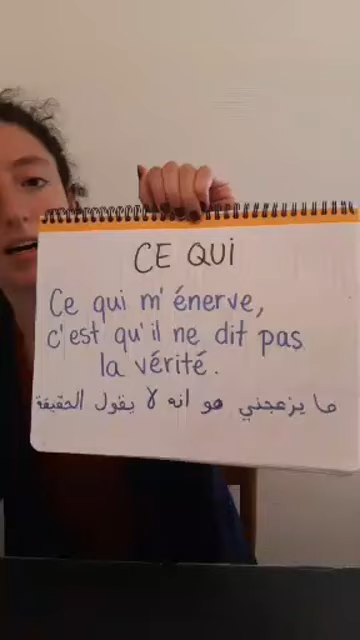 CE QUI
Ce qui m'énerve,
c'est qu'il ne dit pas
la vérité.
ما يزعجني هو انه لا يقول الحقيقة